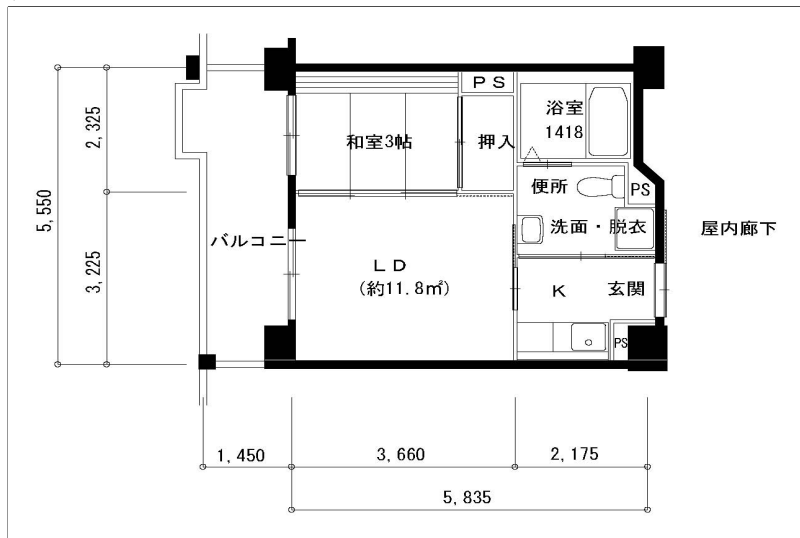 PS
浴室
1418
和室3帖
押入
2,325
便所
PS
5,550
洗面・脱衣
屋内廊下
バルコニー
LD
(約11.8㎡)
3,225
K
玄関
PS
1,450
3,660
2,175
5,835